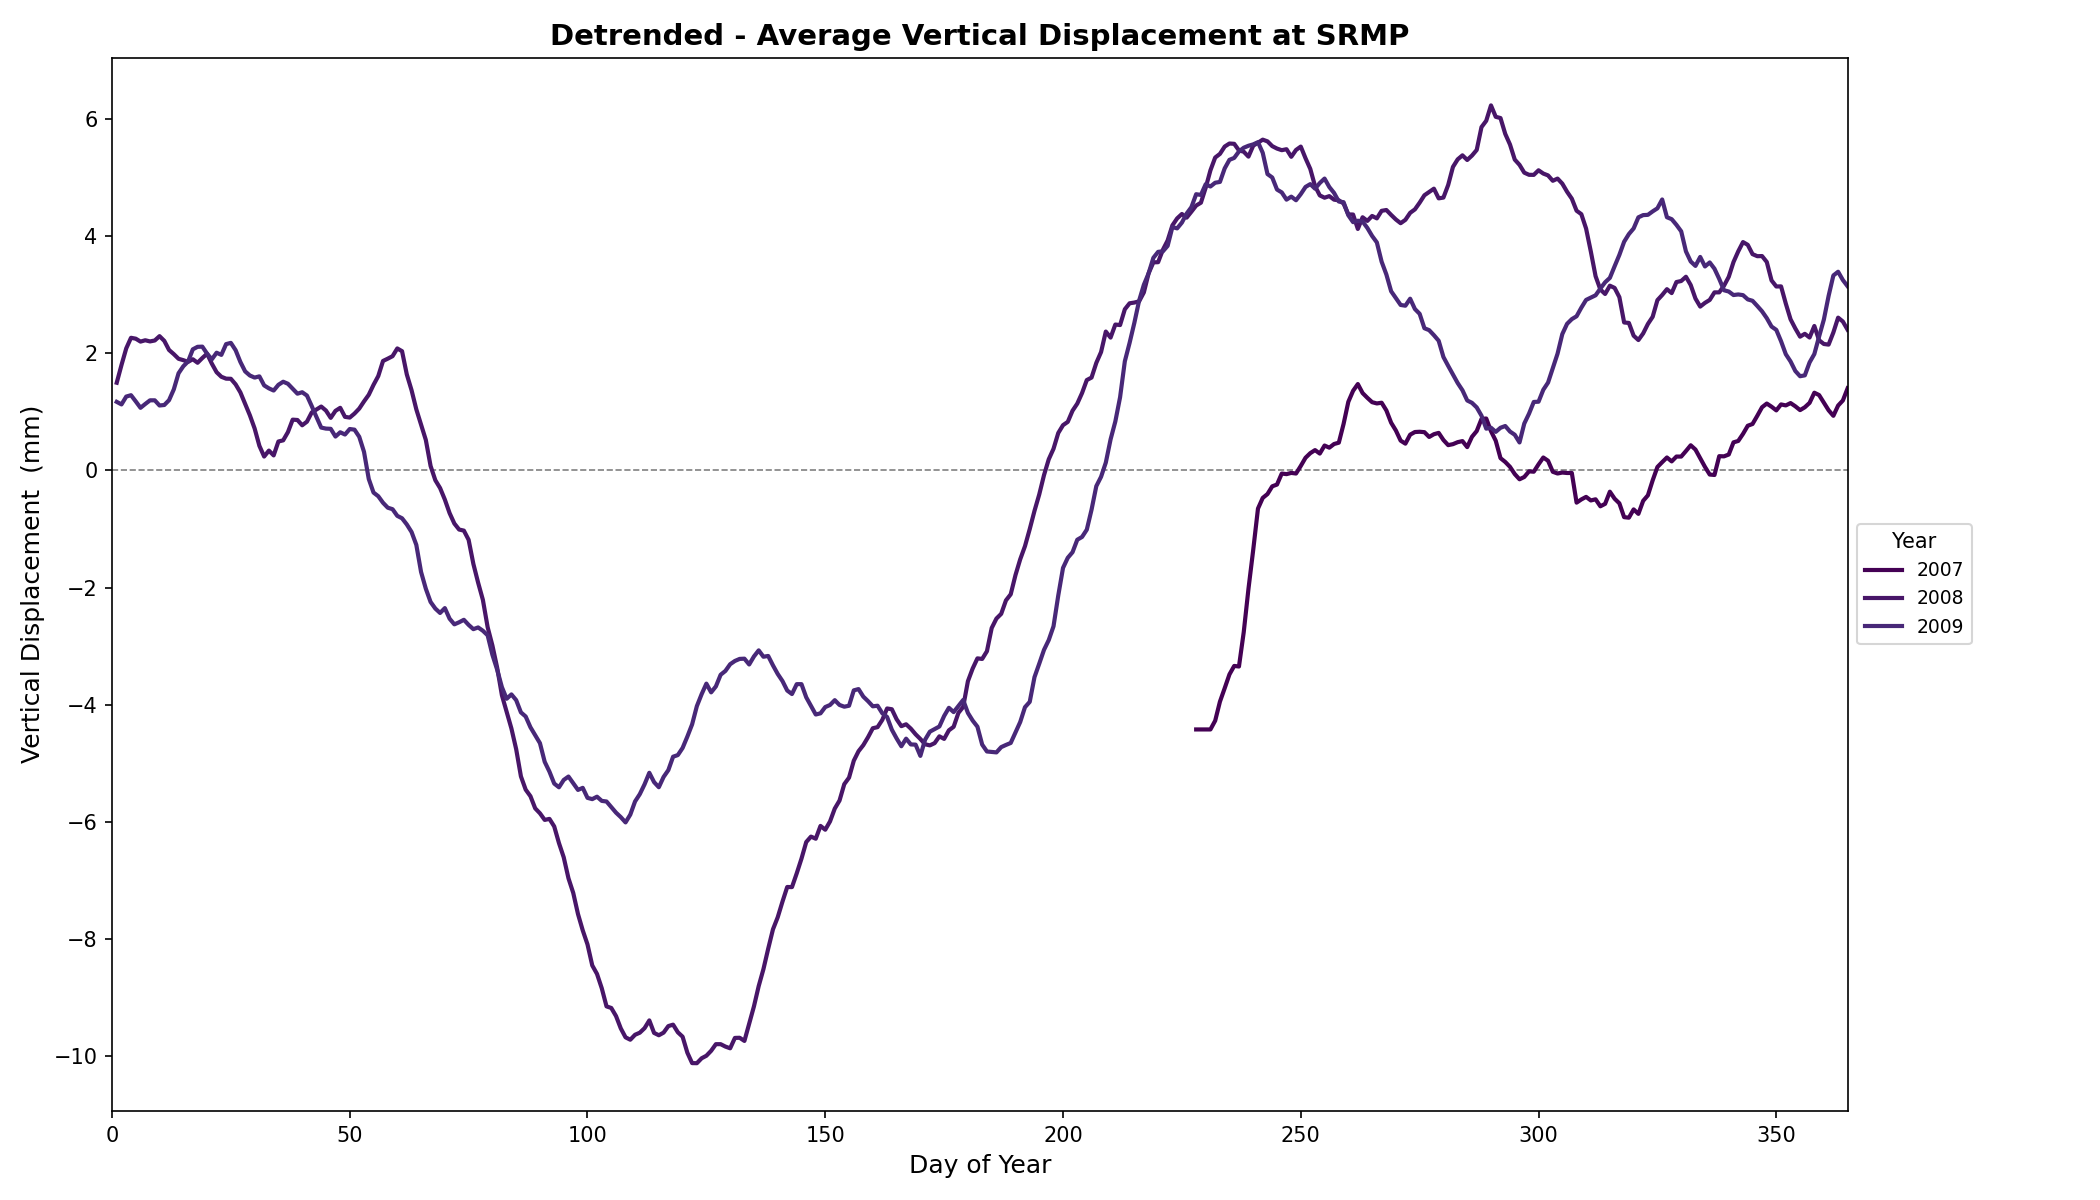 Detrended - Average Vertical Displacement at SRMP
Vertical Displacement  (mm)
6
4
2
0
−2
−4
−6
−8
−10
0 50 100 150 200 250 300 350
Day of Year
Year
2007
2008
2009